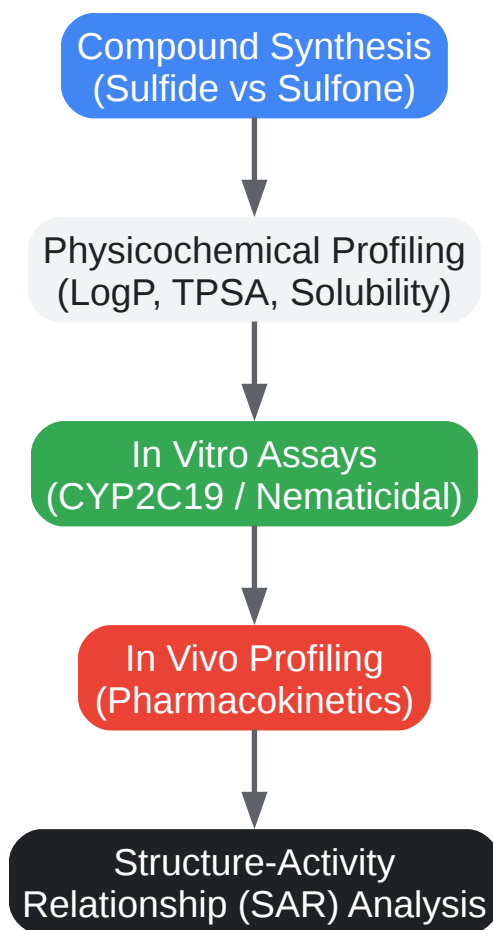 Compound Synthesis
(Sulfide vs Sulfone)
Physicochemical Profiling
(LogP, TPSA, Solubility)
In Vitro Assays
(CYP2C19 / Nematicidal)
In Vivo Profiling
(Pharmacokinetics)
Structure-Activity
Relationship (SAR) Analysis